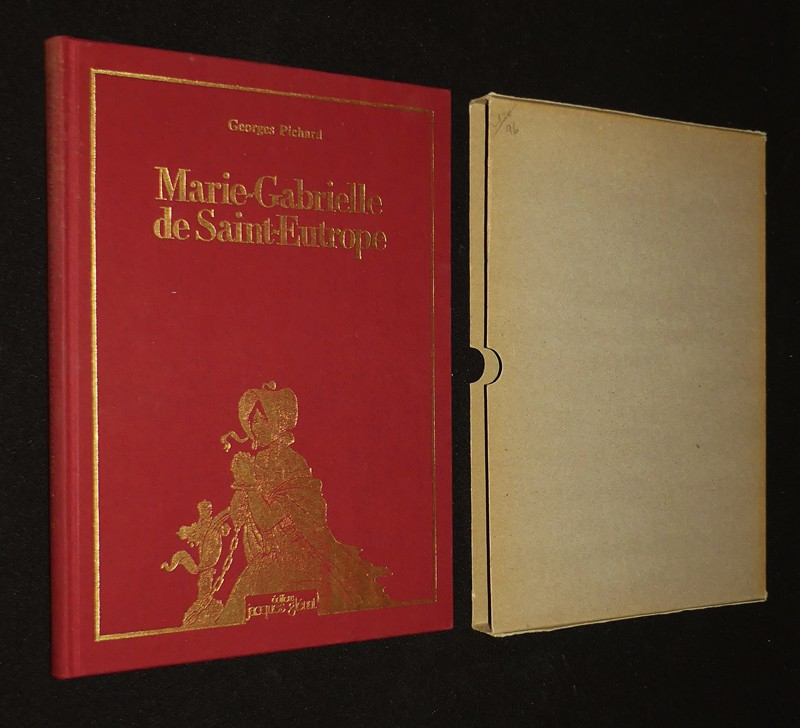 Georges Pichard
Marie-Gabrielle
de Saint-Eutrope
éditions
jacques glénat